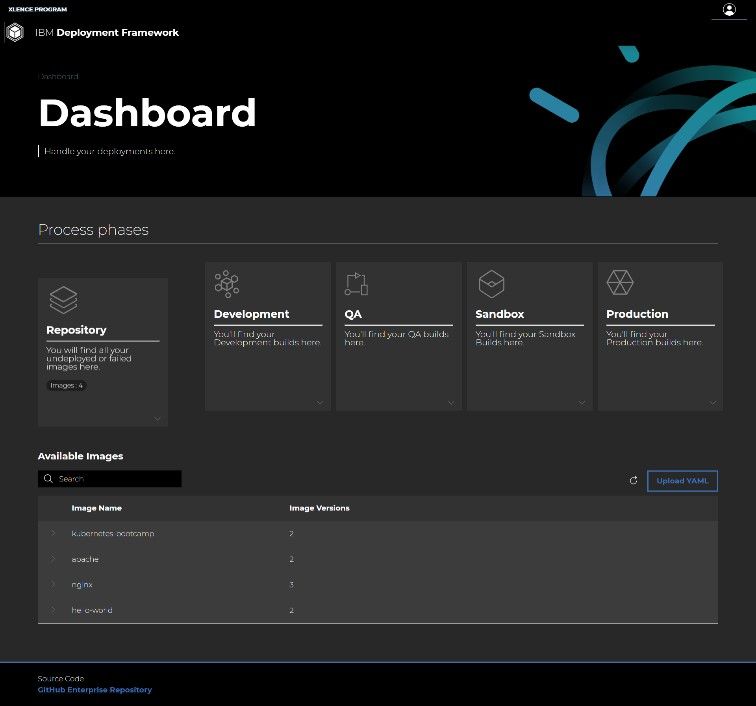 XLENCE PROGRAM
IBM Deployment Framework
Dashboard
Dashboard
Handle your deployments here.
Process phases
Repository
You will find all your
undeployed or failed
images here.
Images : 4
Development
You'll find your
Development builds here
QA
You'll find your QA builds
here.
Sandbox
You'll find your Sandbox
Builds here.
Production
You'll find your
Production builds here.
Available Images
Search
Upload YAML
Image Name Image Versions
kubernetes-bootcamp 2
apache 2
nginx 3
hello-world 2
Source Code
GitHub Enterprise Repository